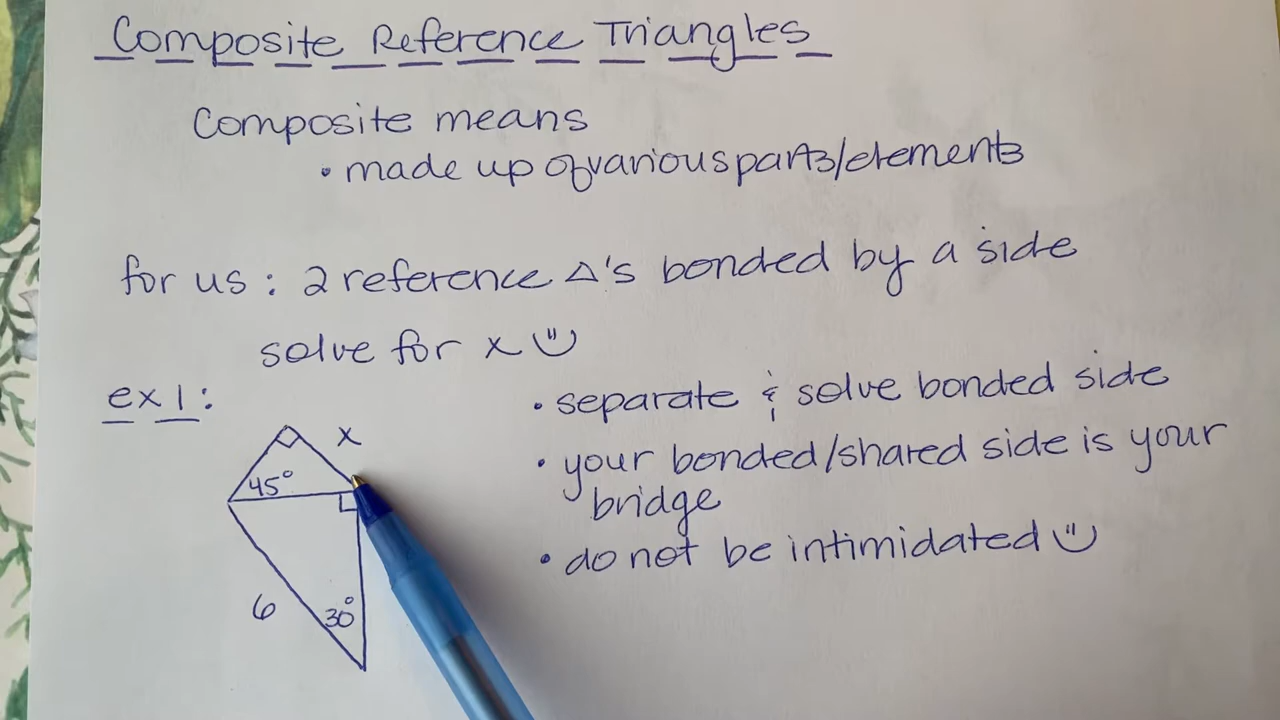 Composite Reference Triangles
Composite means
• made up of various parts/elements
for us: 2 reference △'s bonded by a side
solve for x
ex 1:
• separate & solve bonded side
• your bonded/shared side is your
bridge
• do not be intimidated
x
45°
6
30°